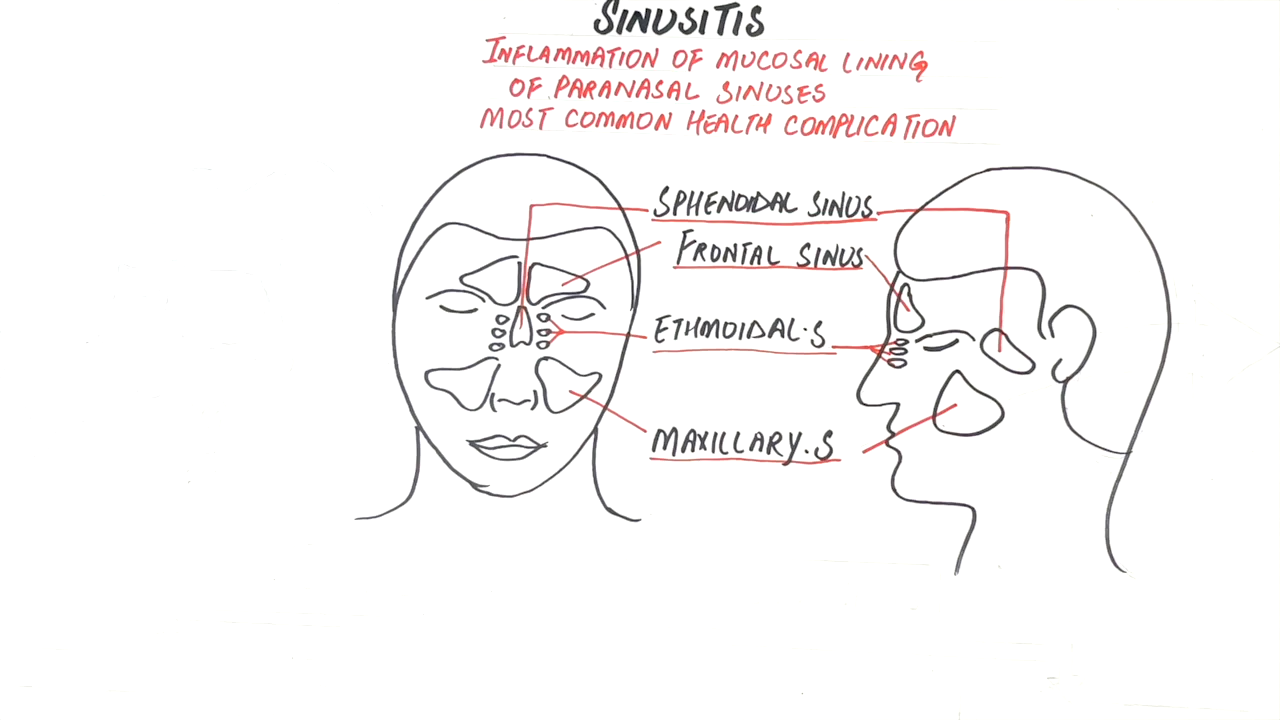 SINUSITIS
INFLAMMATION OF MUCOSAL LINING
OF PARANASAL SINUSES
MOST COMMON HEALTH COMPLICATION
SPHENOIDAL SINUS
FRONTAL SINUS
ETHMOIDAL.S
MAXILLARY.S